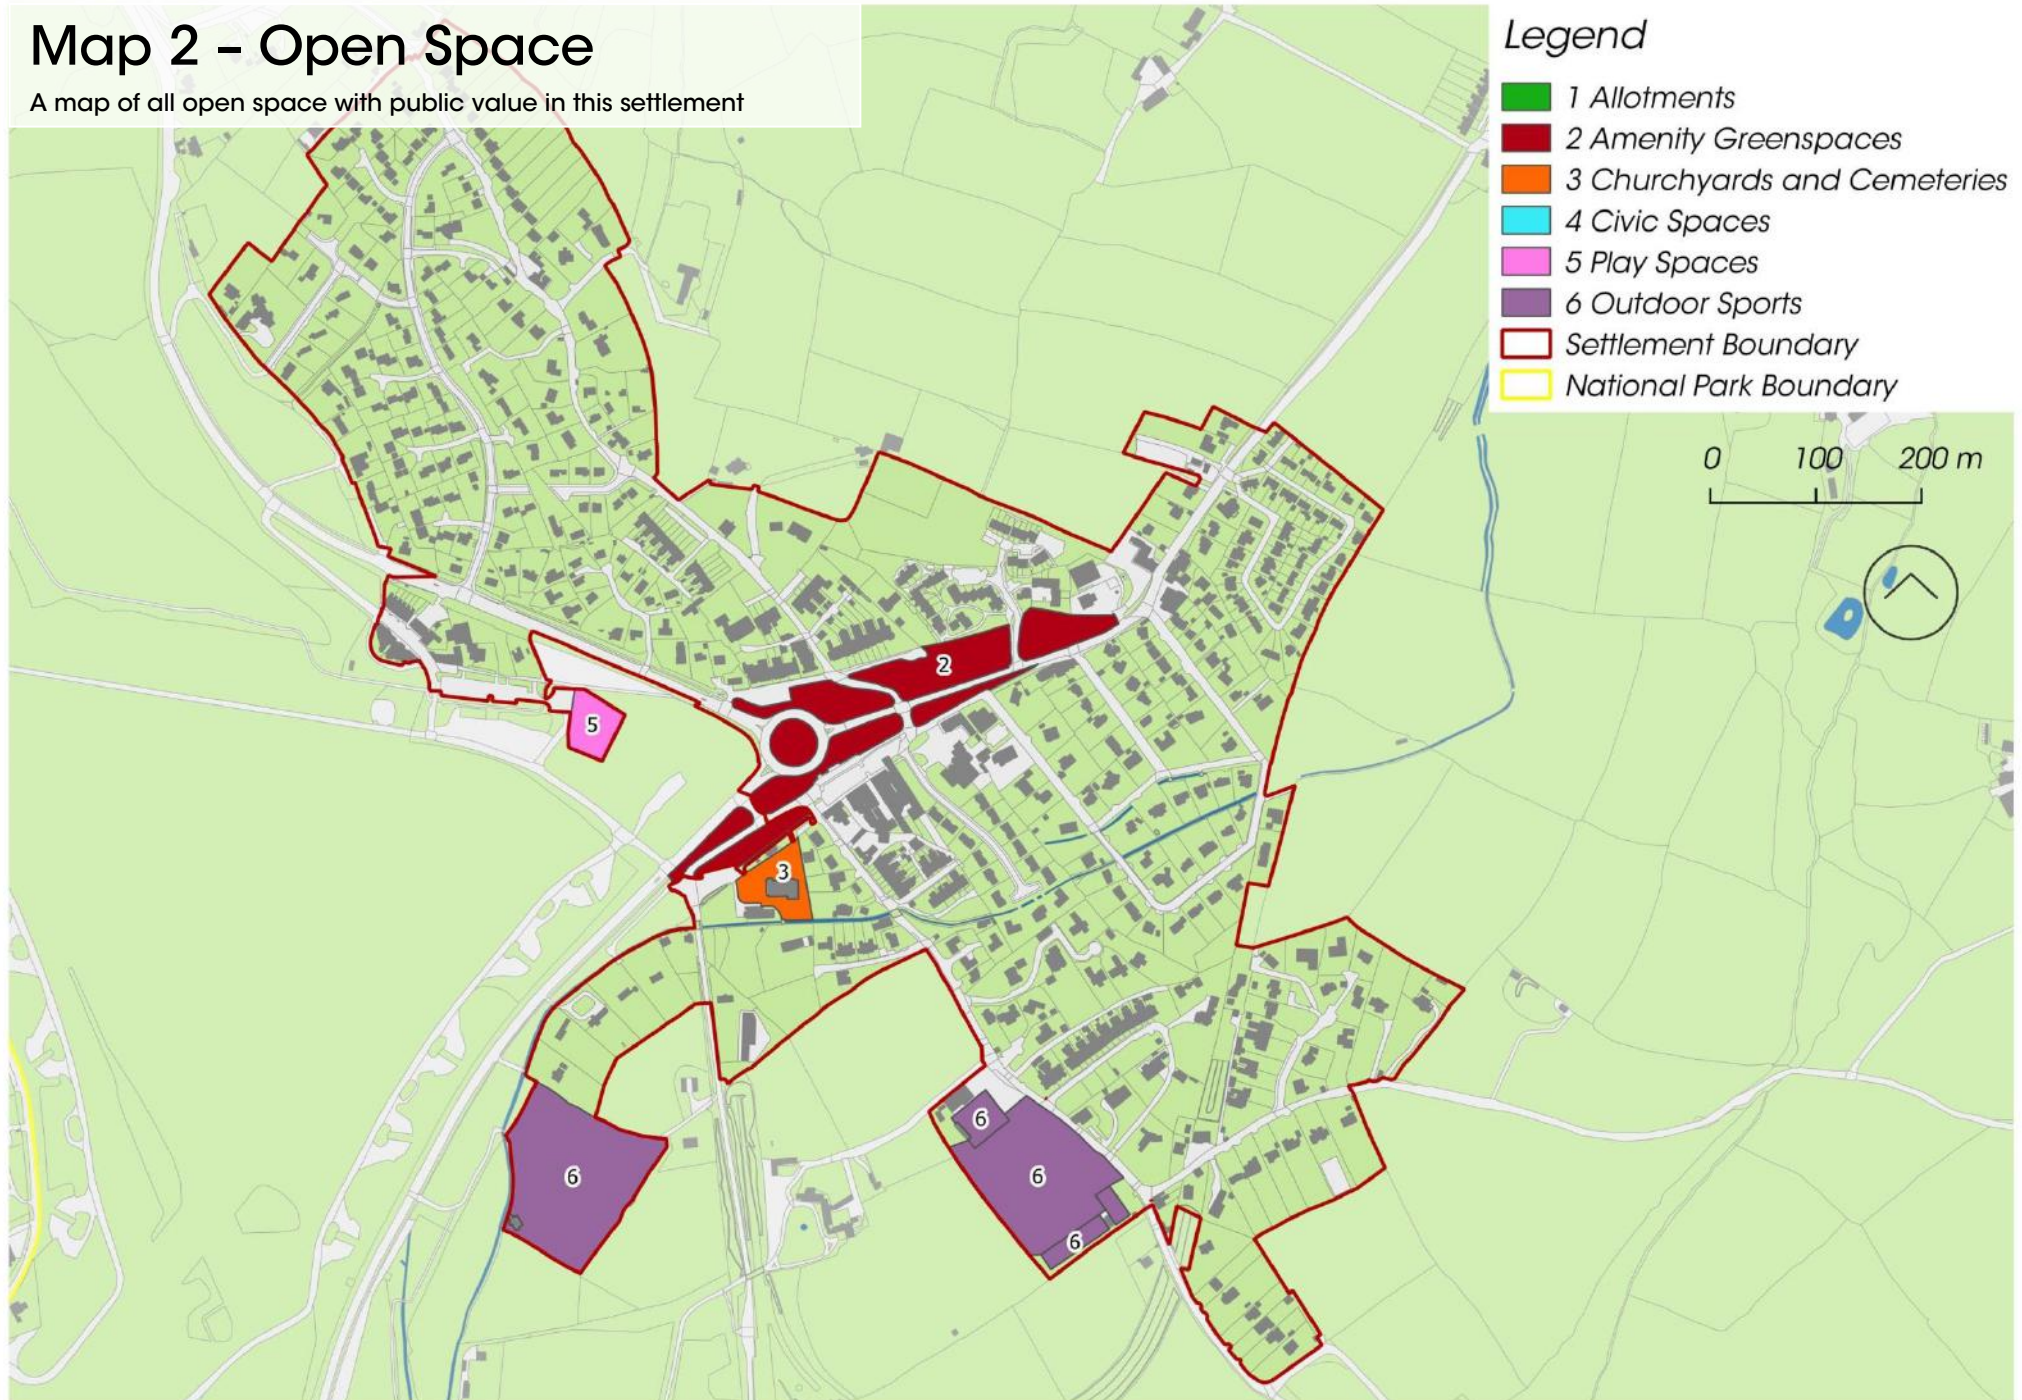 Map 2 – Open Space
A map of all open space with public value in this settlement
Legend
1 Allotments
2 Amenity Greenspaces
3 Churchyards and Cemeteries
4 Civic Spaces
5 Play Spaces
6 Outdoor Sports
Settlement Boundary
National Park Boundary
0 100 200 m
2
5
3
6
6
6
6